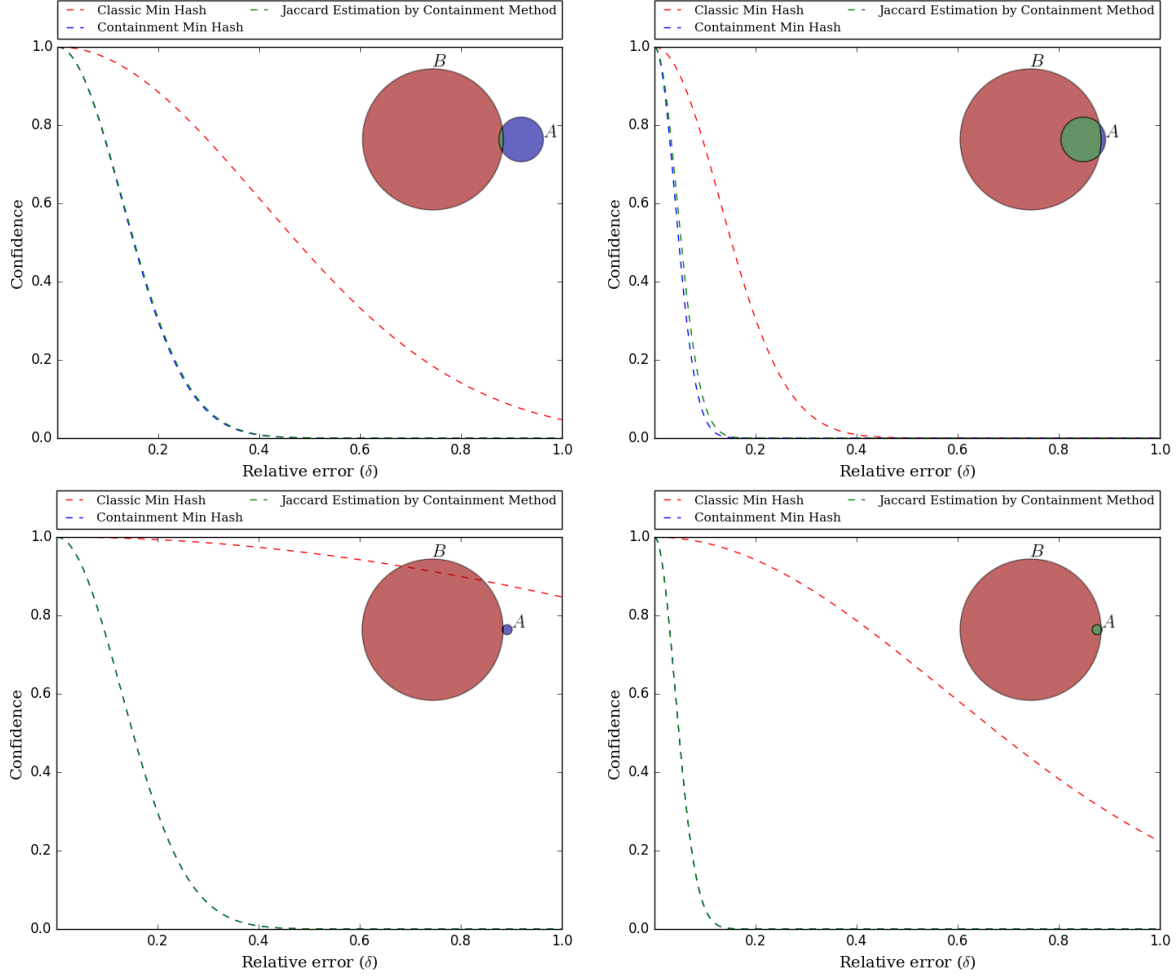 Classic Min Hash
Jaccard Estimation by Containment Method
Containment Min Hash
B
A
1.0
0.8
0.6
0.4
0.2
0.0
Confidence
0.2
0.4
0.6
0.8
1.0
Relative error (δ)
Classic Min Hash
Jaccard Estimation by Containment Method
Containment Min Hash
B
A
1.0
0.8
0.6
0.4
0.2
0.0
Confidence
0.2
0.4
0.6
0.8
1.0
Relative error (δ)
Classic Min Hash
Jaccard Estimation by Containment Method
Containment Min Hash
B
A
1.0
0.8
0.6
0.4
0.2
0.0
Confidence
0.2
0.4
0.6
0.8
1.0
Relative error (δ)
Classic Min Hash
Jaccard Estimation by Containment Method
Containment Min Hash
B
A
1.0
0.8
0.6
0.4
0.2
0.0
Confidence
0.2
0.4
0.6
0.8
1.0
Relative error (δ)